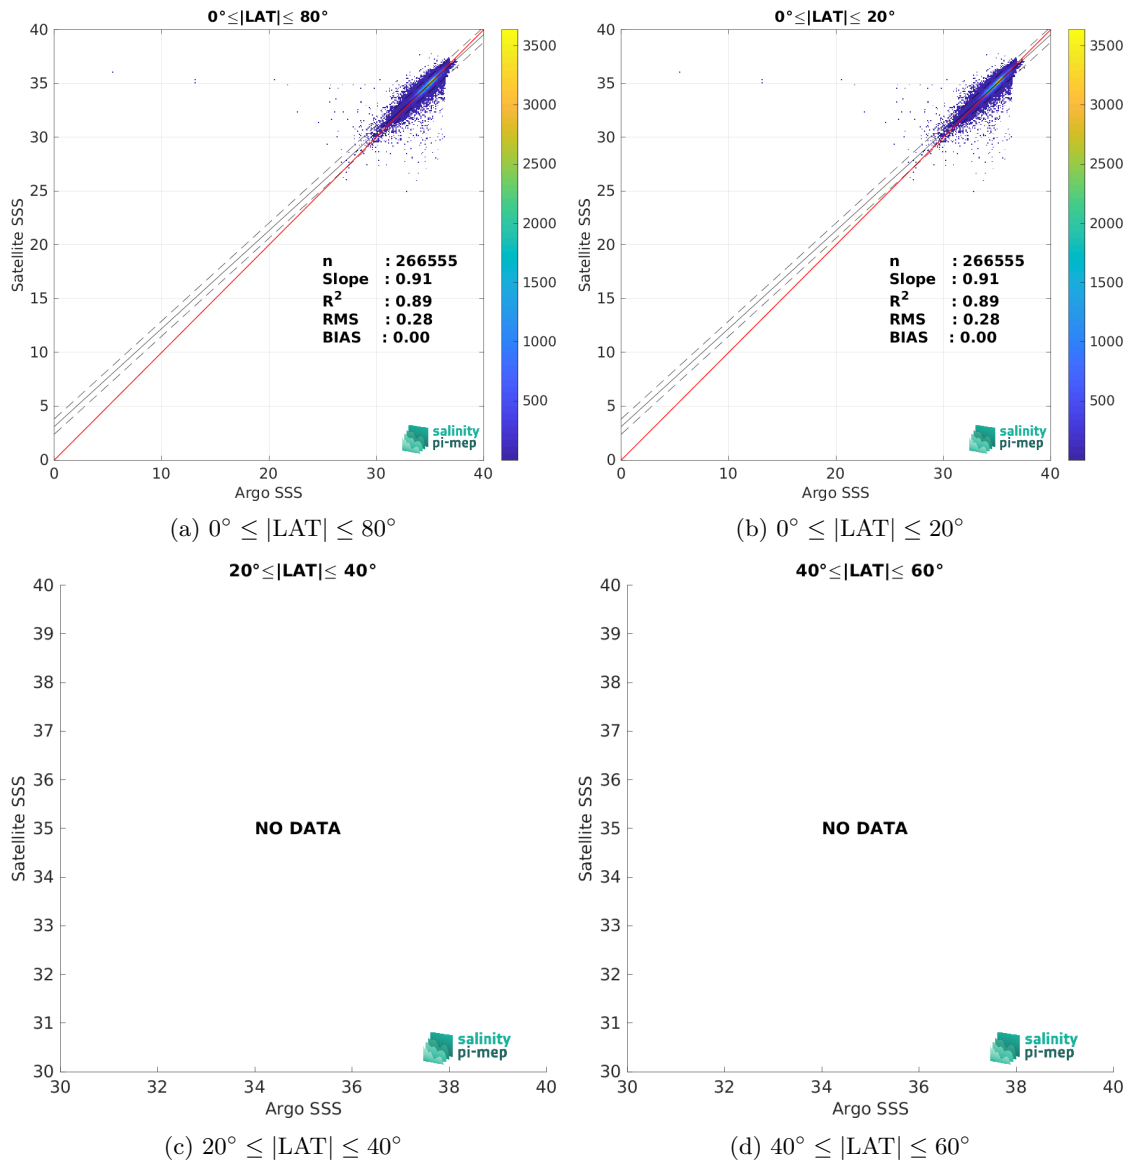 0°≤|LAT|≤ 80°
40
35
30
25
20
15
10
5
0
Satellite SSS
n : 266555
Slope : 0.91
R² : 0.89
RMS : 0.28
BIAS : 0.00
salinity
pi-mep
0 10 20 30 40
Argo SSS
3500
3000
2500
2000
1500
1000
500
(a) 0° ≤ |LAT| ≤ 80°
0°≤|LAT|≤ 20°
40
35
30
25
20
15
10
5
0
Satellite SSS
n : 266555
Slope : 0.91
R² : 0.89
RMS : 0.28
BIAS : 0.00
salinity
pi-mep
0 10 20 30 40
Argo SSS
3500
3000
2500
2000
1500
1000
500
(b) 0° ≤ |LAT| ≤ 20°
20°≤|LAT|≤ 40°
40
39
38
37
36
35
34
33
32
31
30
Satellite SSS
NO DATA
salinity
pi-mep
30 32 34 36 38 40
Argo SSS
(c) 20° ≤ |LAT| ≤ 40°
40°≤|LAT|≤ 60°
40
39
38
37
36
35
34
33
32
31
30
Satellite SSS
NO DATA
salinity
pi-mep
30 32 34 36 38 40
Argo SSS
(d) 40° ≤ |LAT| ≤ 60°